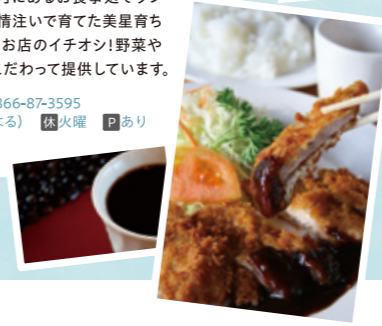 情注いで育てた美星育ち
お店のイチオシ!野菜や
だわって提供しています。
866-87-3595
よる) 休火曜 Pあり